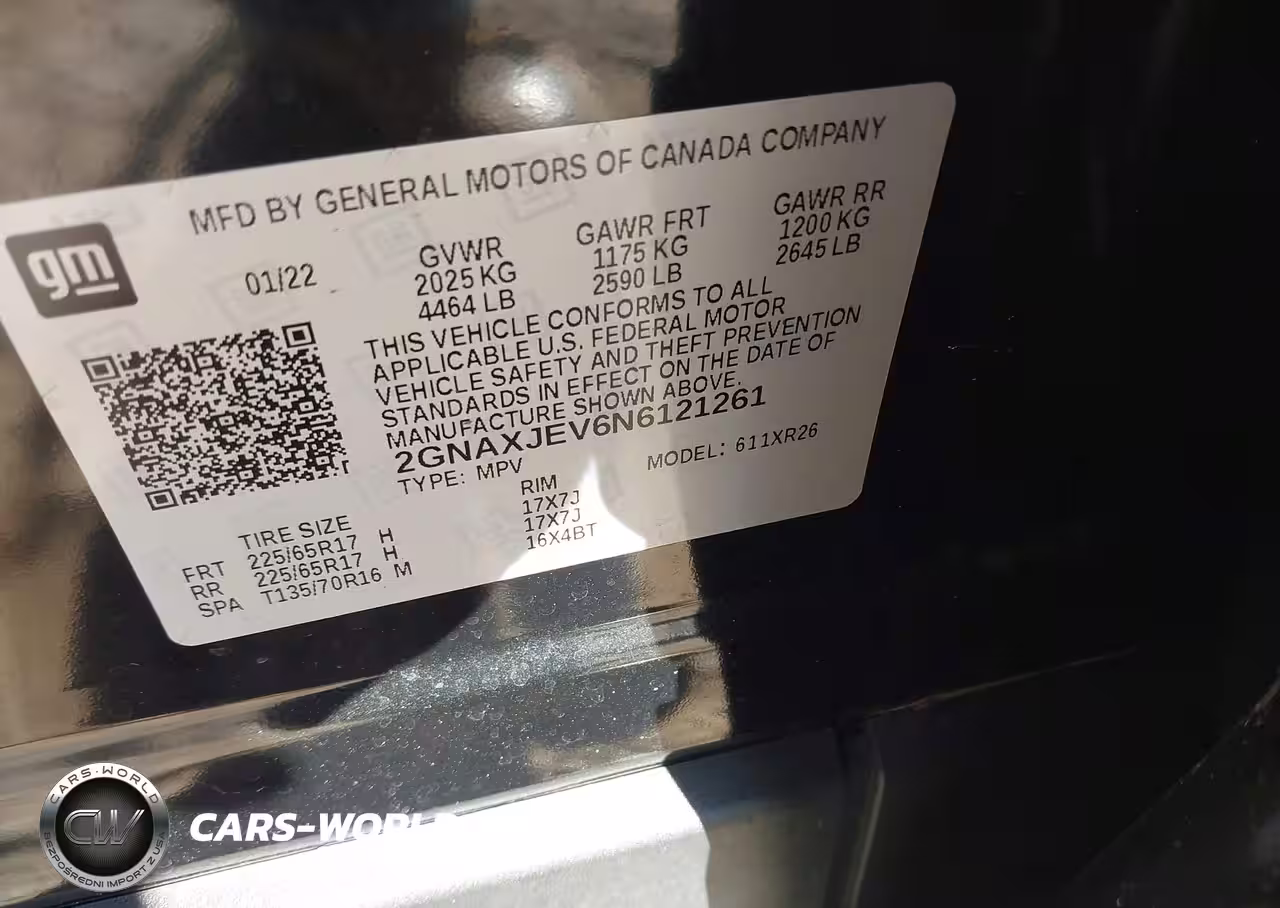 MFD BY GENERAL MOTORS OF CANADA COMPANY
gm
01/22
GVWR
2025 KG
4464 LB
GAWR FRT
1175 KG
2590 LB
GAWR RR
1200 KG
2645 LB
THIS VEHICLE CONFORMS TO ALL
APPLICABLE U.S. FEDERAL MOTOR
VEHICLE SAFETY AND THEFT PREVENTION
STANDARDS IN EFFECT ON THE DATE OF
MANUFACTURE SHOWN ABOVE.
2GNAXJEV6N6121261
TYPE: MPV
MODEL: 611XR26
TIRE SIZE RIM
FRT 225/65R17 H 17X7J
RR 225/65R17 H 17X7J
SPA T135/70R16 M 16X4BT
CARS-WORLD
CW
BEZPOŚREDNI IMPORT Z USA
CARS-WORLD